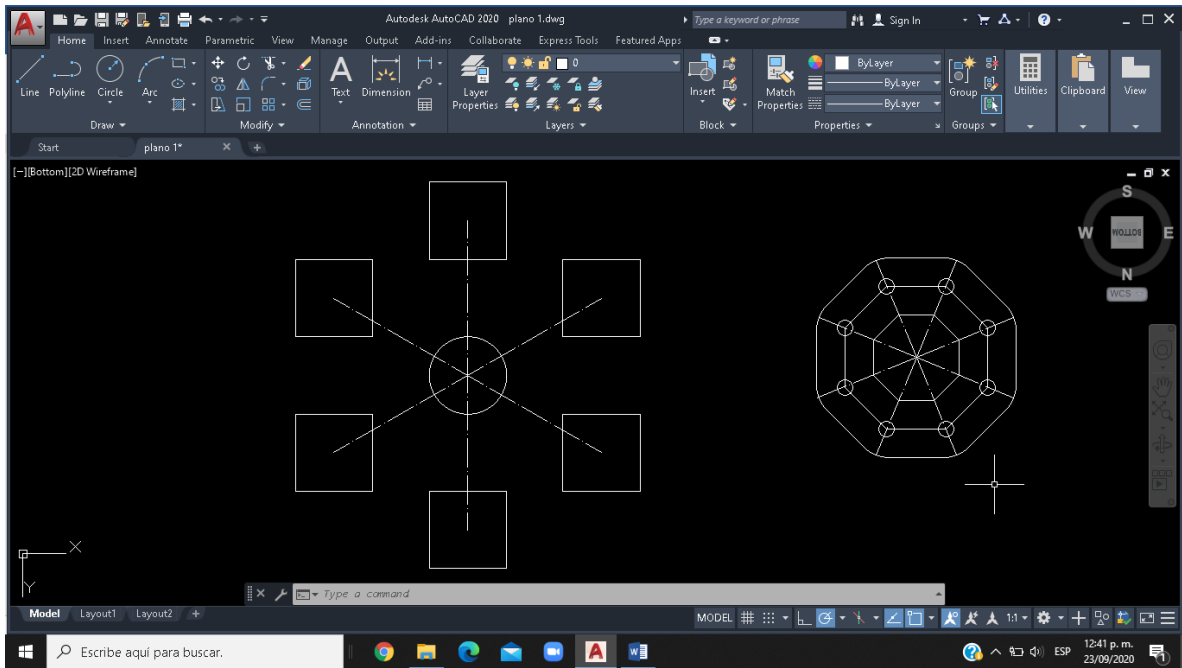 Autodesk AutoCAD 2020 plano 1.dwg
Type a keyword or phrase
Sign In
Home Insert Annotate Parametric View Manage Output Add-ins Collaborate Express Tools Featured Apps
0
ByLayer
ByLayer
ByLayer
Line Polyline Circle Arc
Text Dimension
Layer Properties
Insert
Match Properties
Group
Utilities Clipboard View
Draw Modify Annotation Layers Block Properties Groups
Start plano 1*
[−][Bottom][2D Wireframe]
S
W BOTTOM E
N
WCS
X
Y
Type a command
Model Layout1 Layout2 +
MODEL 1:1
Escribe aquí para buscar.
ESP
12:41 p. m.
23/09/2020
1